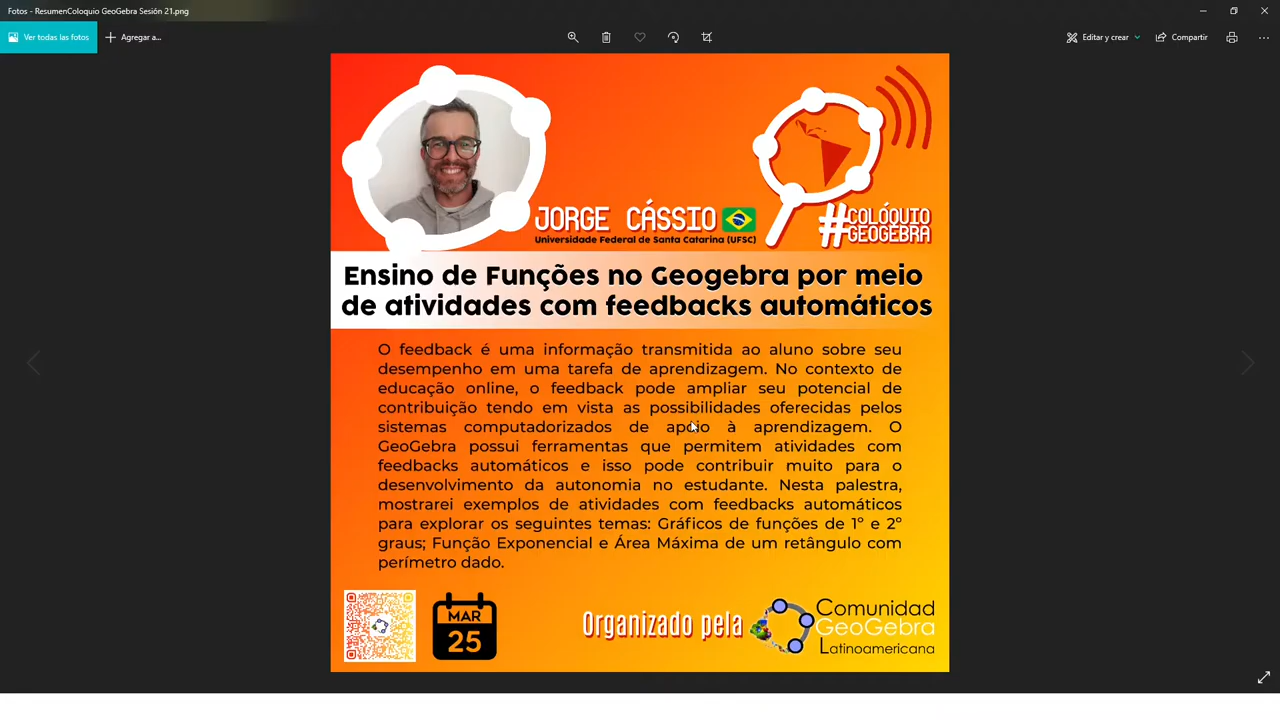 Fotos - ResumenColoquio GeoGebra Sesión 21.png
Ver todas las fotos
Agregar a...
Editar y crear
Compartir
JORGE CÁSSIO
Universidade Federal de Santa Catarina (UFSC)
#COLÓQUIO
GEOGEBRA
Ensino de Funções no Geogebra por meio
de atividades com feedbacks automáticos
O feedback é uma informação transmitida ao aluno sobre seu
desempenho em uma tarefa de aprendizagem. No contexto de
educação online, o feedback pode ampliar seu potencial de
contribuição tendo em vista as possibilidades oferecidas pelos
sistemas computadorizados de apoio à aprendizagem. O
GeoGebra possui ferramentas que permitem atividades com
feedbacks automáticos e isso pode contribuir muito para o
desenvolvimento da autonomia no estudante. Nesta palestra,
mostrarei exemplos de atividades com feedbacks automáticos
para explorar os seguintes temas: Gráficos de funções de 1º e 2º
graus; Função Exponencial e Área Máxima de um retângulo com
perímetro dado.
MAR
25
Organizado pela
Comunidad
GeoGebra
Latinoamericana